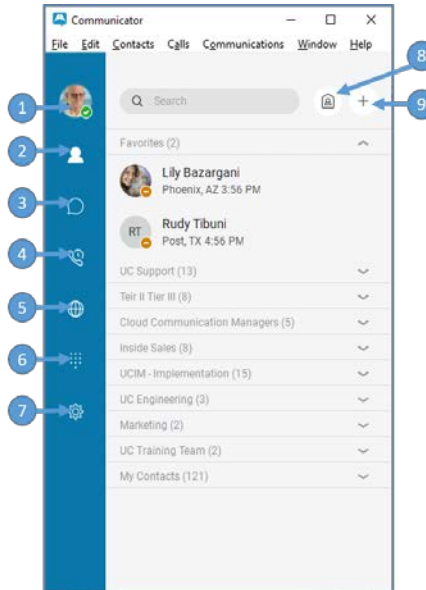 Communicator
File Edit Contacts Calls Communications Window Help
8
1
Search
9
2
Favorites (2)
Lily Bazargani
Phoenix, AZ 3:56 PM
3
RT
Rudy Tibuni
Post, TX 4:56 PM
4
UC Support (13)
Teir II Tier III (8)
5
Cloud Communication Managers (5)
Inside Sales (8)
6
UCIM - Implementation (15)
UC Engineering (3)
7
Marketing (2)
UC Training Team (2)
My Contacts (121)